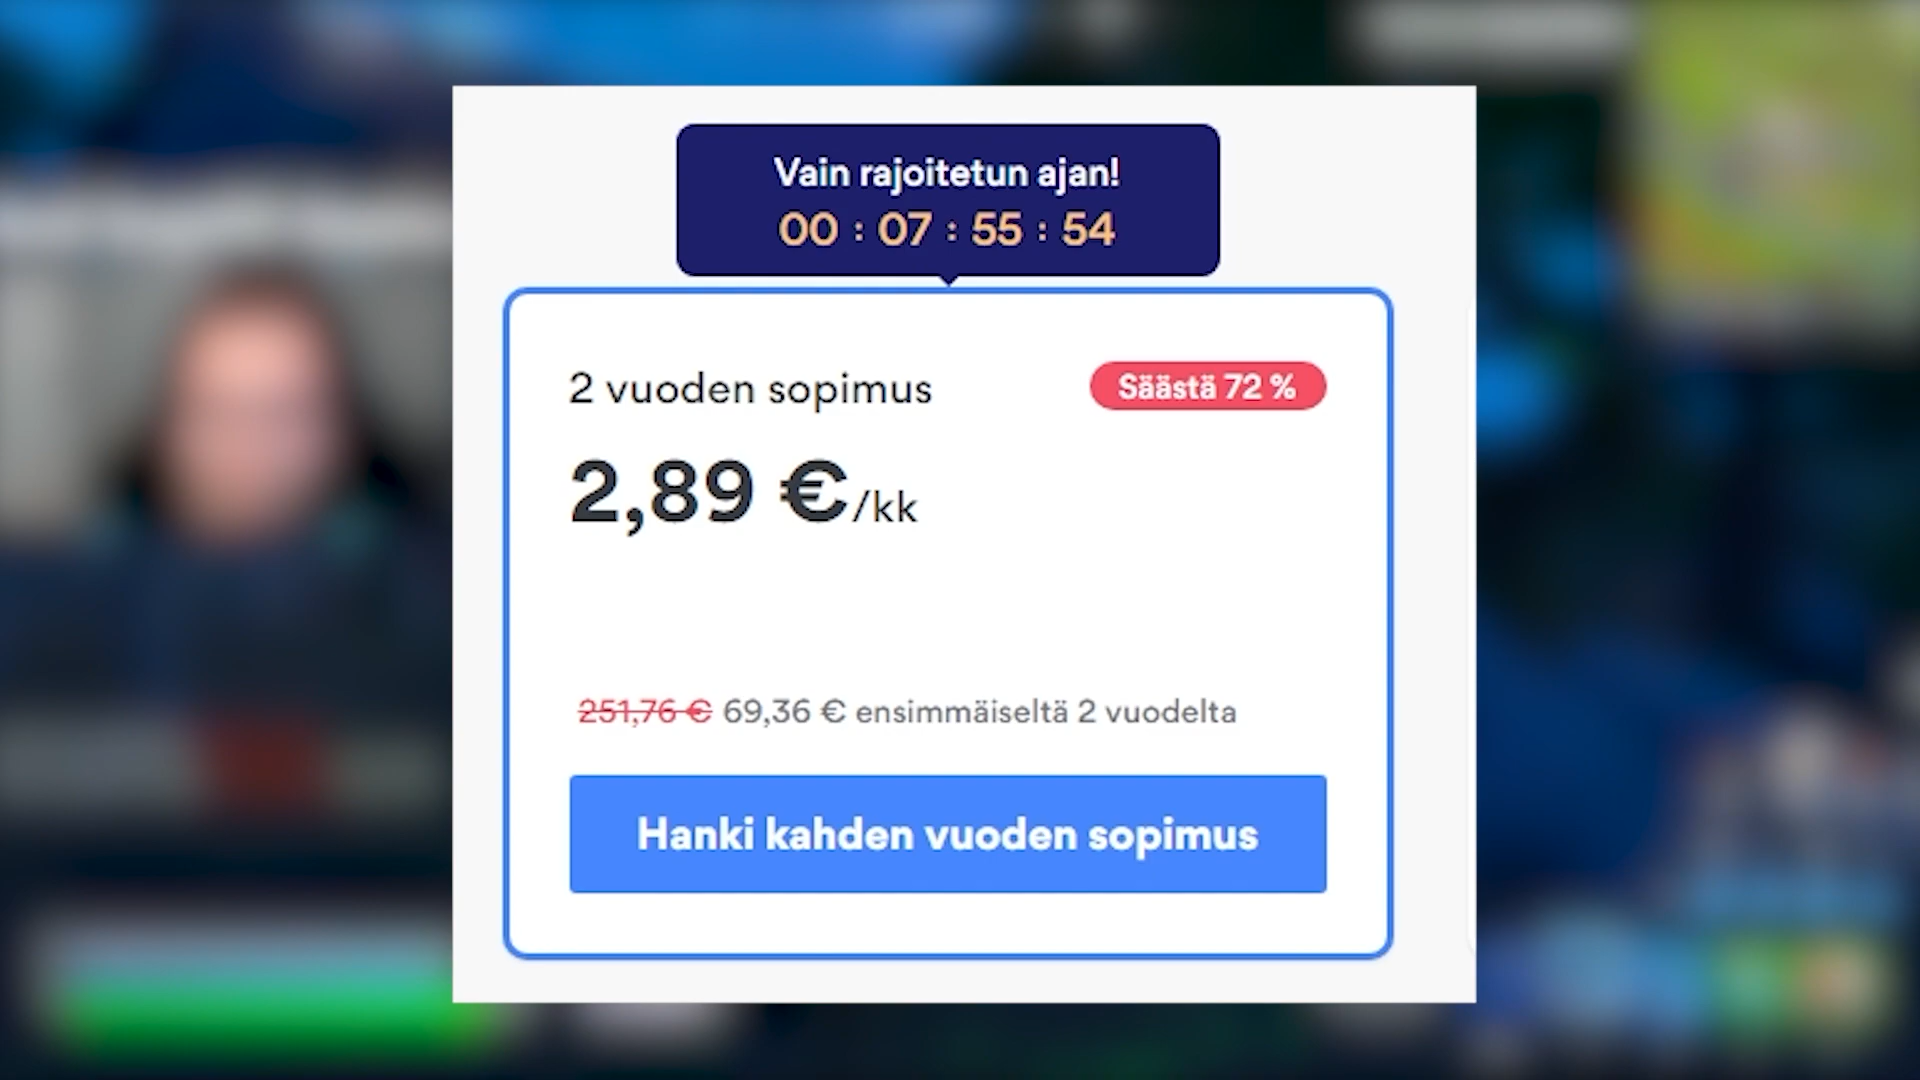 Vain rajoitetun ajan!
00 : 07 : 55 : 54
2 vuoden sopimus
Säästä 72 %
2,89 €/kk
251,76 € 69,36 € ensimmäiseltä 2 vuodelta
Hanki kahden vuoden sopimus